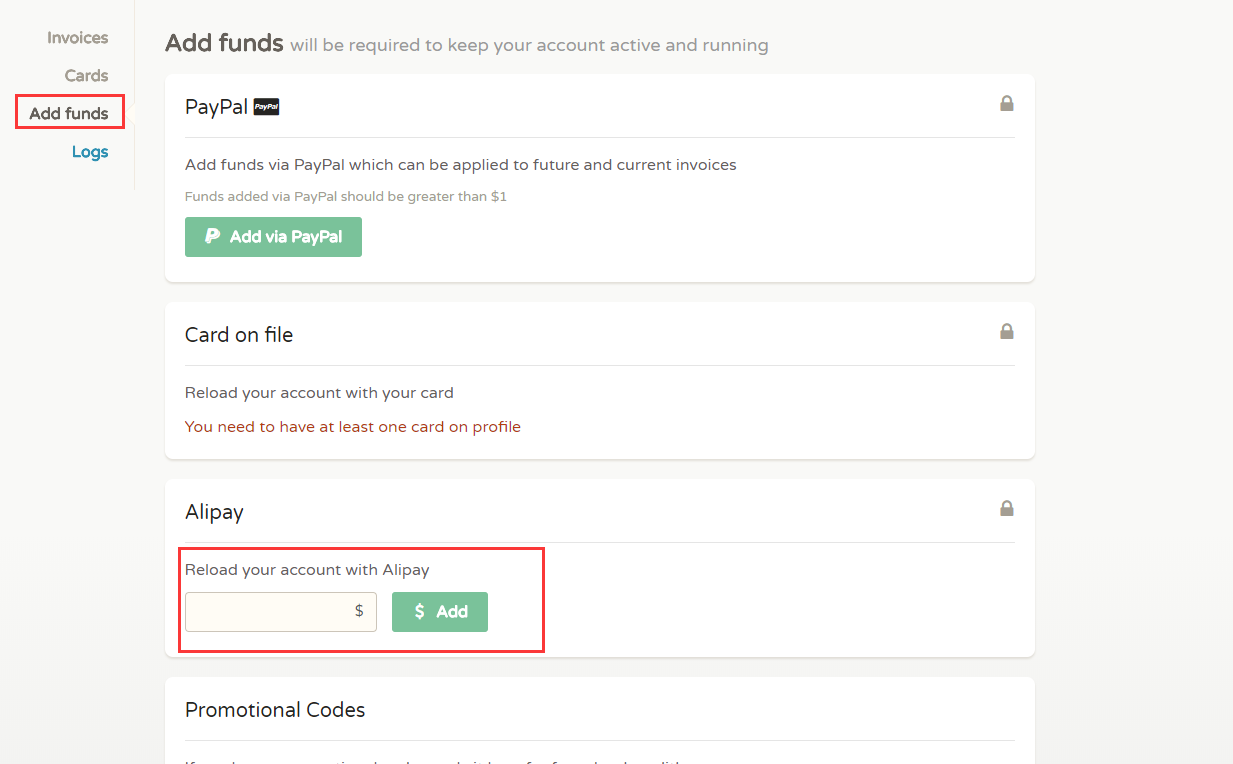 Invoices
Cards
Add funds
Logs
Add funds will be required to keep your account active and running
PayPal PayPal
Add funds via PayPal which can be applied to future and current invoices
Funds added via PayPal should be greater than $1
Add via PayPal
Card on file
Reload your account with your card
You need to have at least one card on profile
Alipay
Reload your account with Alipay
$
$ Add
Promotional Codes